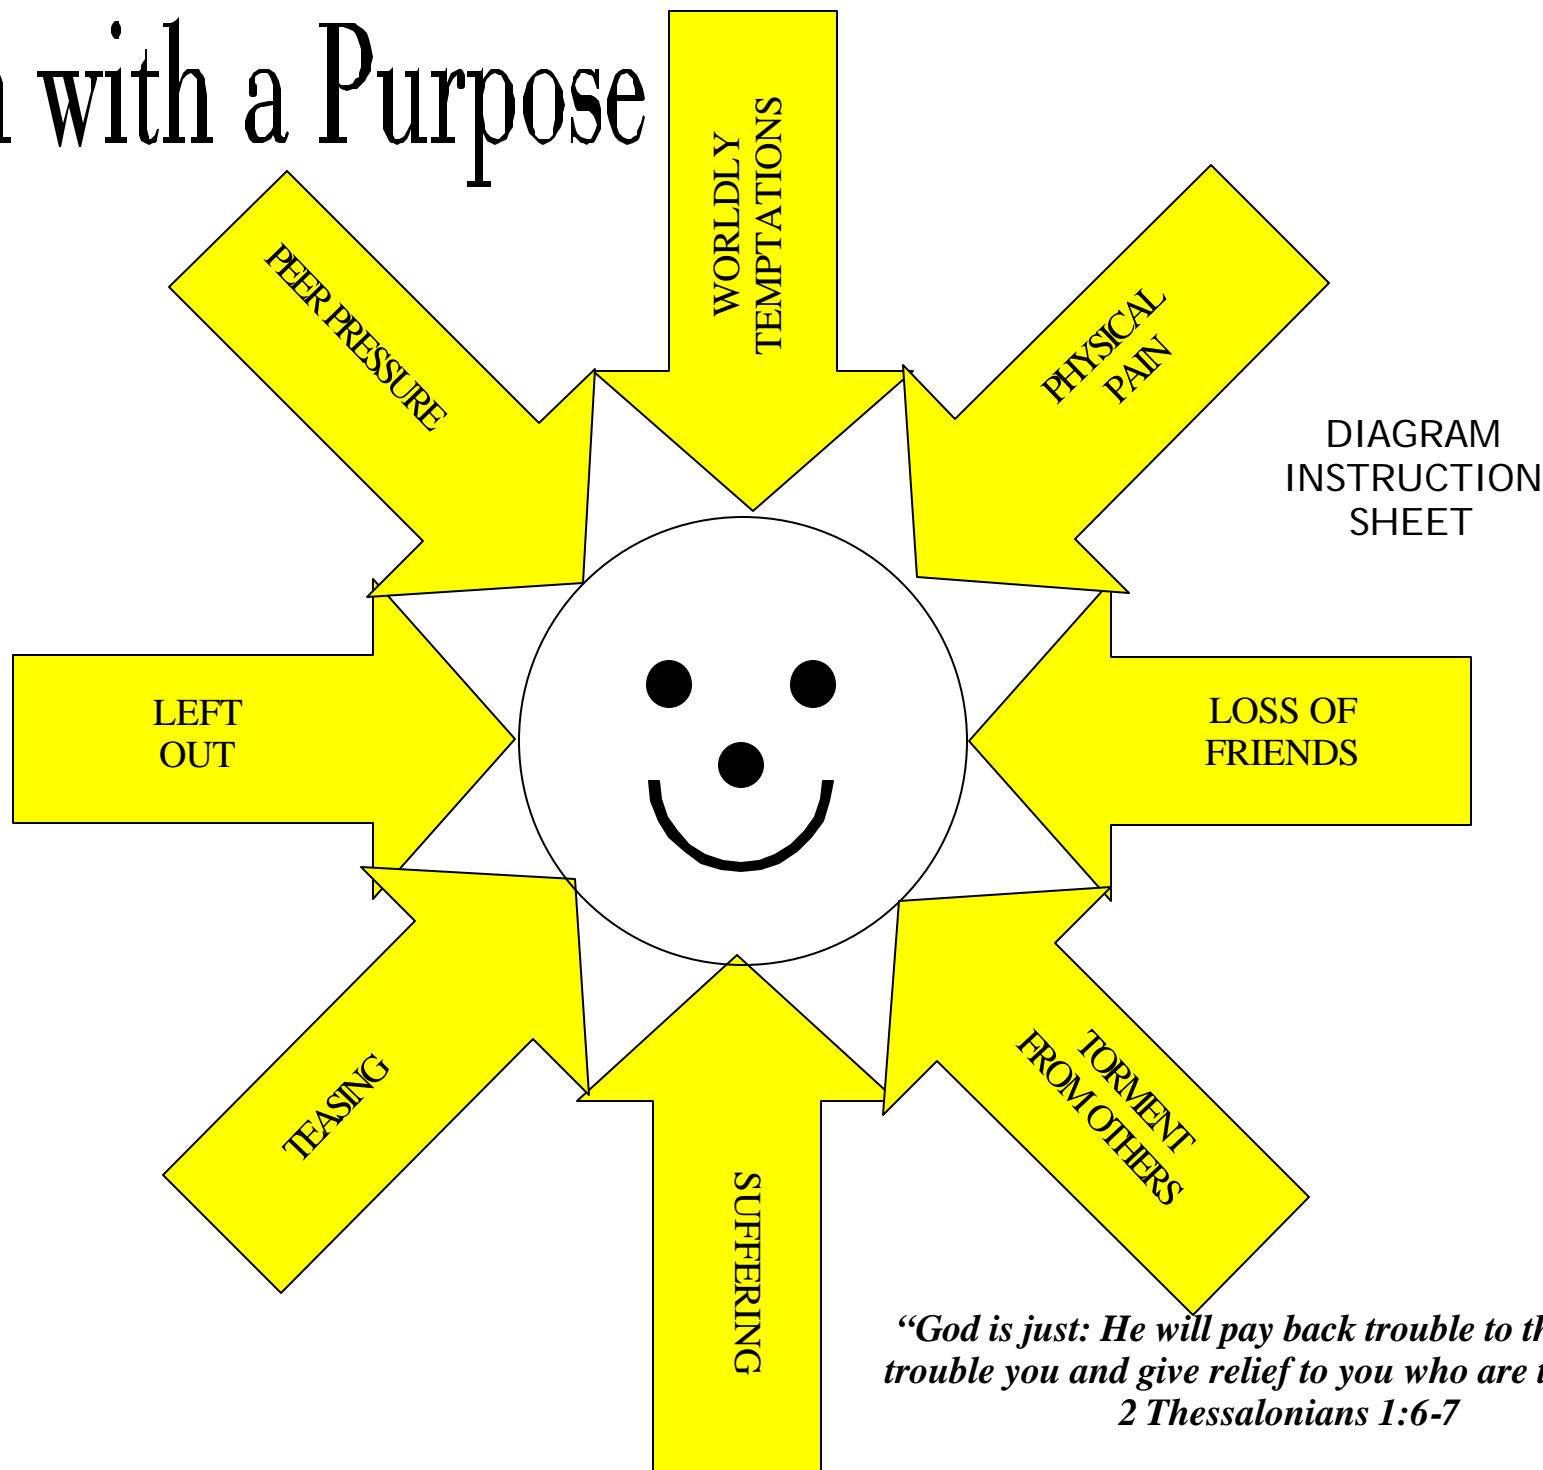 with a Purpose
WORLDLY
TEMPTATIONS
PEER PRESSURE
PHYSICAL
PAIN
DIAGRAM
INSTRUCTION
SHEET
LEFT
OUT
LOSS OF
FRIENDS
TEASING
TORMENT
FROM OTHERS
SUFFERING
“God is just: He will pay back trouble to
trouble you and give relief to you who are
2 Thessalonians 1:6-7